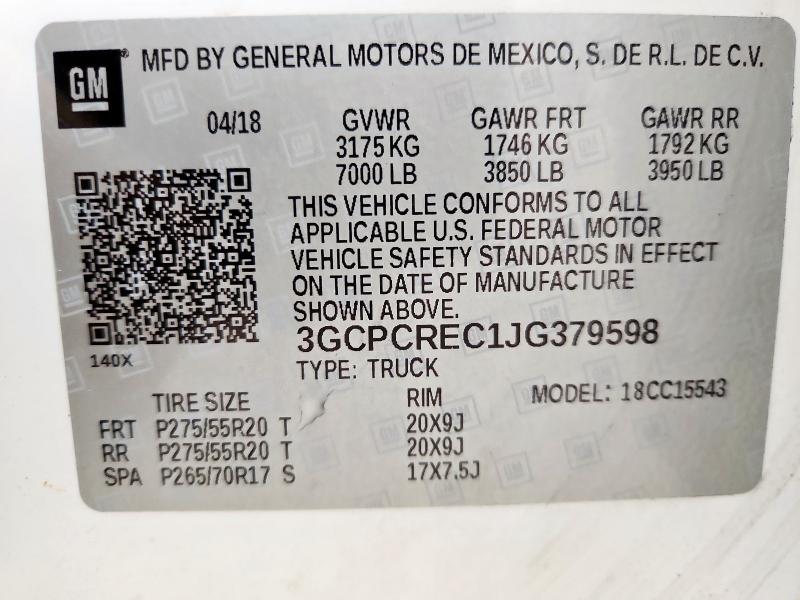 GM
MFD BY GENERAL MOTORS DE MEXICO, S. DE R.L. DE C.V.
04/18 GVWR GAWR FRT GAWR RR
3175 KG 1746 KG 1792 KG
7000 LB 3850 LB 3950 LB
THIS VEHICLE CONFORMS TO ALL
APPLICABLE U.S. FEDERAL MOTOR
VEHICLE SAFETY STANDARDS IN EFFECT
ON THE DATE OF MANUFACTURE
SHOWN ABOVE.
3GCPCREC1JG379598
140X
TYPE: TRUCK
TIRE SIZE RIM MODEL: 18CC15543
FRT P275/55R20 T 20X9J
RR P275/55R20 T 20X9J
SPA P265/70R17 S 17X7.5J